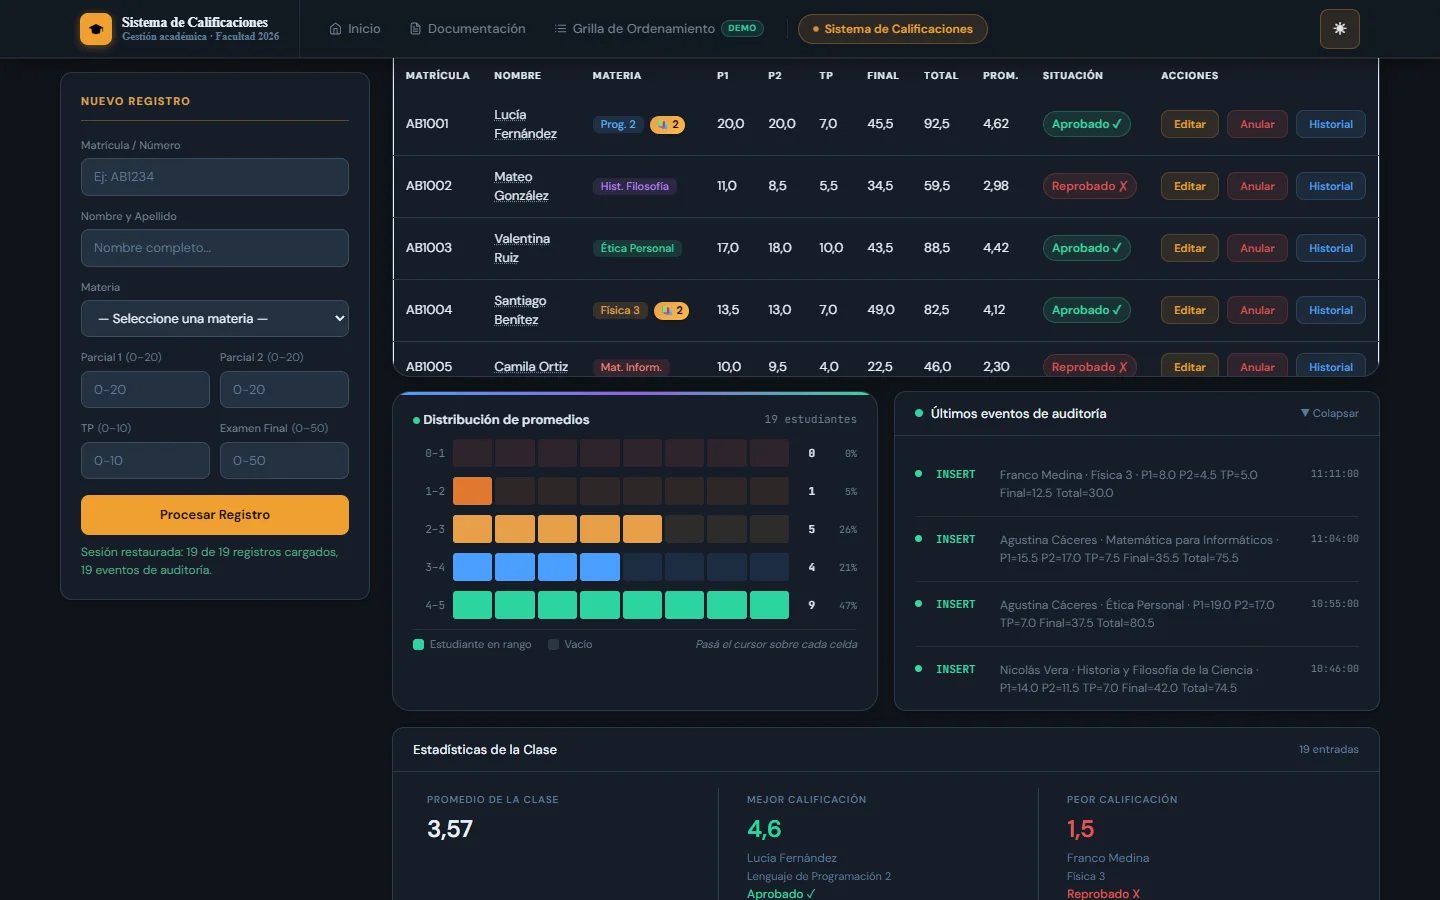 Sistema de Calificaciones
Gestión académica · Facultad 2026
Inicio
Documentación
Grilla de Ordenamiento DEMO
Sistema de Calificaciones
NUEVO REGISTRO
Matrícula / Número
Ej: AB1234
Nombre y Apellido
Nombre completo...
Materia
— Seleccione una materia —
Parcial 1 (0–20) Parcial 2 (0–20)
0–20 0–20
TP (0–10) Examen Final (0–50)
0–10 0–50
Procesar Registro
Sesión restaurada: 19 de 19 registros cargados,
19 eventos de auditoría.
MATRÍCULA NOMBRE MATERIA P1 P2 TP FINAL TOTAL PROM. SITUACIÓN ACCIONES
AB1001 Lucía Fernández Prog. 2 2 20,0 20,0 7,0 45,5 92,5 4,62 Aprobado ✓ Editar Anular Historial
AB1002 Mateo González Hist. Filosofía 11,0 8,5 5,5 34,5 59,5 2,98 Reprobado ✗ Editar Anular Historial
AB1003 Valentina Ruiz Ética Personal 17,0 18,0 10,0 43,5 88,5 4,42 Aprobado ✓ Editar Anular Historial
AB1004 Santiago Benítez Física 3 2 13,5 13,0 7,0 49,0 82,5 4,12 Aprobado ✓ Editar Anular Historial
AB1005 Camila Ortiz Mat. Inform. 10,0 9,5 4,0 22,5 46,0 2,30 Reprobado ✗ Editar Anular Historial
Distribución de promedios 19 estudiantes
0–1 0 0%
1–2 1 5%
2–3 5 26%
3–4 4 21%
4–5 9 47%
Estudiante en rango Vacío Pasá el cursor sobre cada celda
Últimos eventos de auditoría ▼ Colapsar
INSERT Franco Medina · Física 3 · P1=8.0 P2=4.5 TP=5.0 11:11:00
Final=12.5 Total=30.0
INSERT Agustina Cáceres · Matemática para Informáticos · 11:04:00
P1=15.5 P2=17.0 TP=7.5 Final=35.5 Total=75.5
INSERT Agustina Cáceres · Ética Personal · P1=19.0 P2=17.0 10:55:00
TP=7.0 Final=37.5 Total=80.5
INSERT Nicolás Vera · Historia y Filosofía de la Ciencia · 10:46:00
P1=14.0 P2=11.5 TP=7.0 Final=42.0 Total=74.5
Estadísticas de la Clase 19 entradas
PROMEDIO DE LA CLASE
3,57
MEJOR CALIFICACIÓN
4,6
Lucía Fernández
Lenguaje de Programación 2
Aprobado ✓
PEOR CALIFICACIÓN
1,5
Franco Medina
Física 3
Reprobado ✗